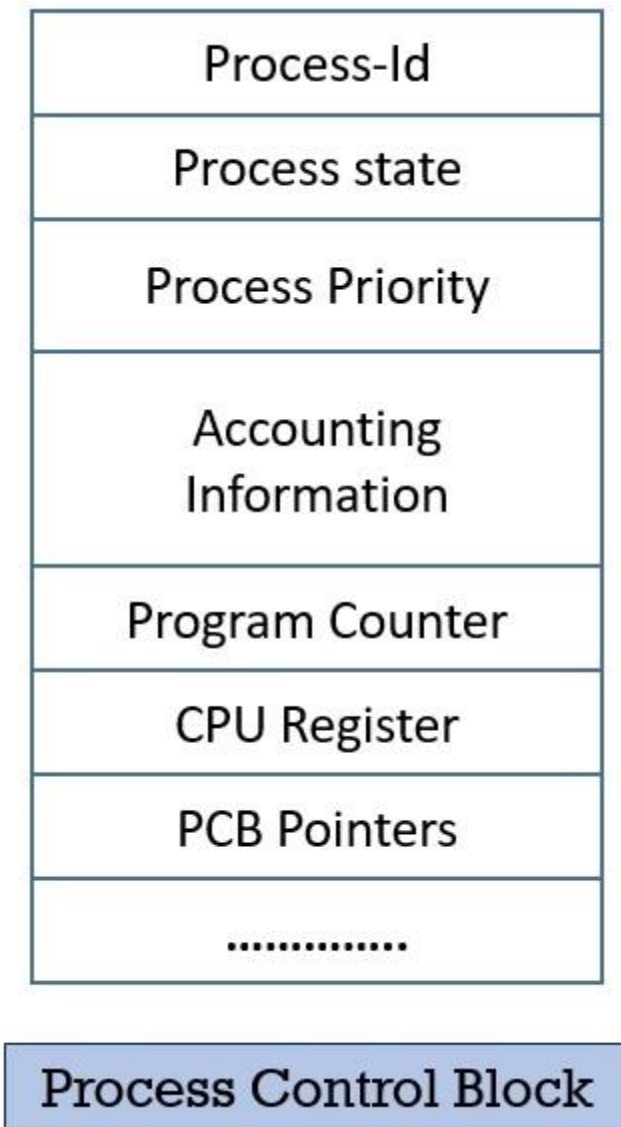 Process-Id
Process state
Process Priority
Accounting
Information
Program Counter
CPU Register
PCB Pointers
..............
Process Control Block